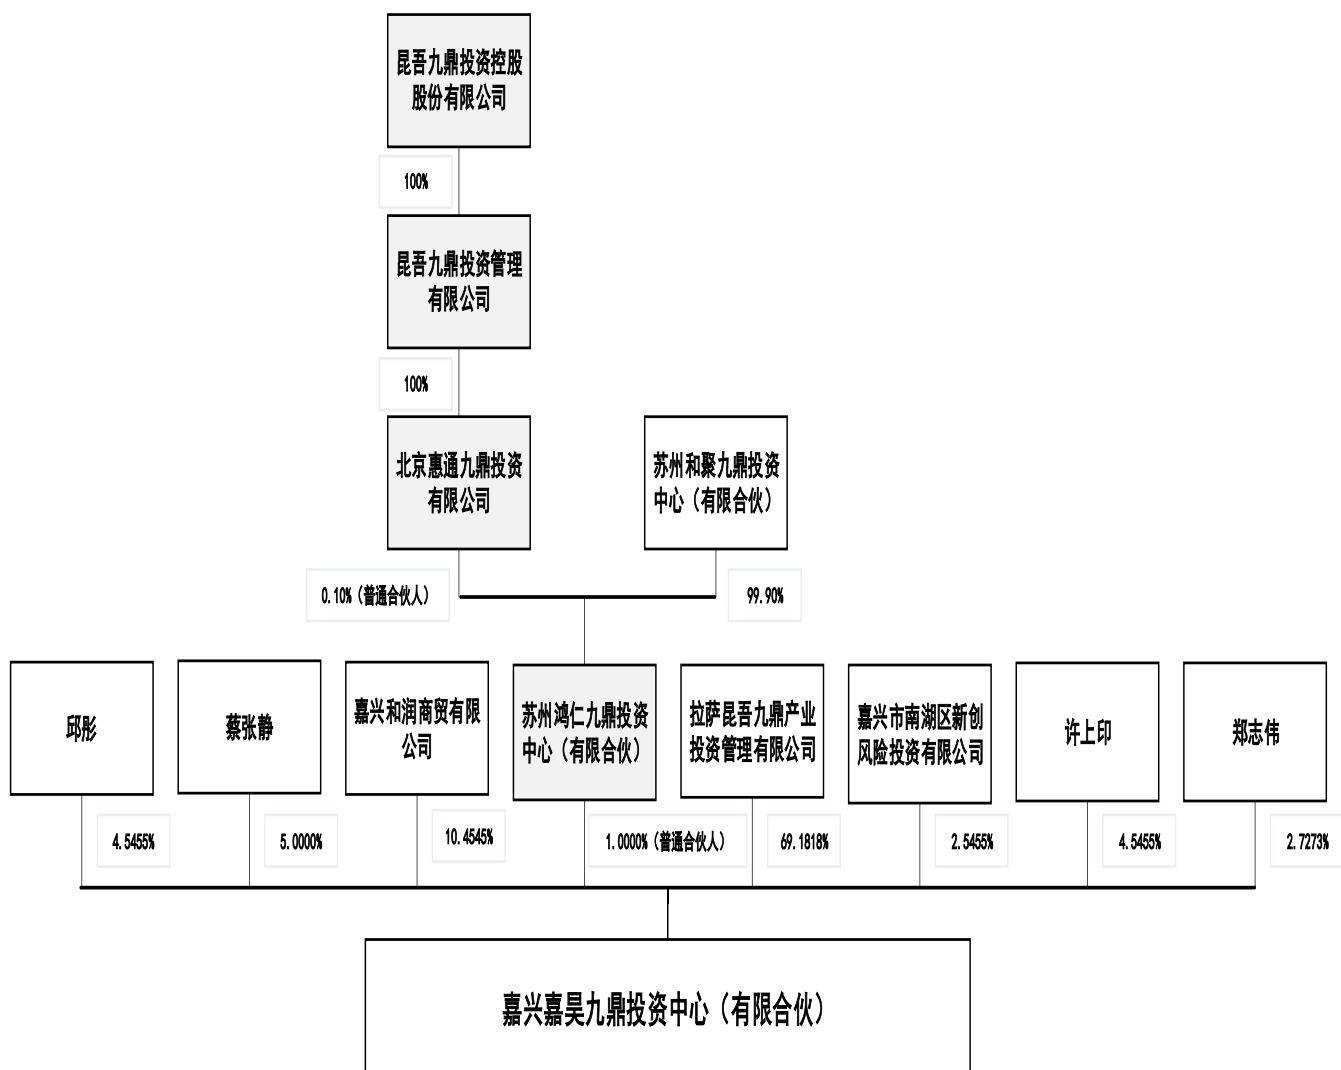 昆吾九鼎投资控股
股份有限公司
100%
昆吾九鼎投资管理
有限公司
100%
北京惠通九鼎投资
有限公司
苏州和聚九鼎投资
中心（有限合伙）
0.10%（普通合伙人）
99.90%
邱彤
蔡张静
嘉兴和润商贸有限
公司
苏州鸿仁九鼎投资
中心（有限合伙）
拉萨昆吾九鼎产业
投资管理有限公司
嘉兴市南湖区新创
风险投资有限公司
许上印
郑志伟
4.5455%
5.0000%
10.4545%
1.0000%（普通合伙人）
69.1818%
2.5455%
4.5455%
2.7273%
嘉兴嘉昊九鼎投资中心（有限合伙）